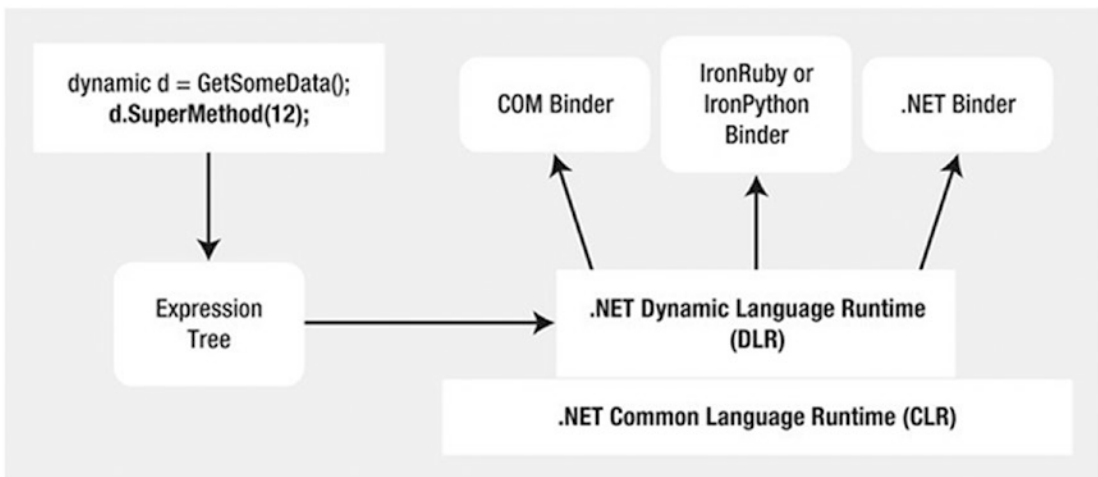 dynamic d = GetSomeData();
d.SuperMethod(12);
COM Binder
IronRuby or
IronPython
Binder
.NET Binder
Expression
Tree
.NET Dynamic Language Runtime
(DLR)
.NET Common Language Runtime (CLR)